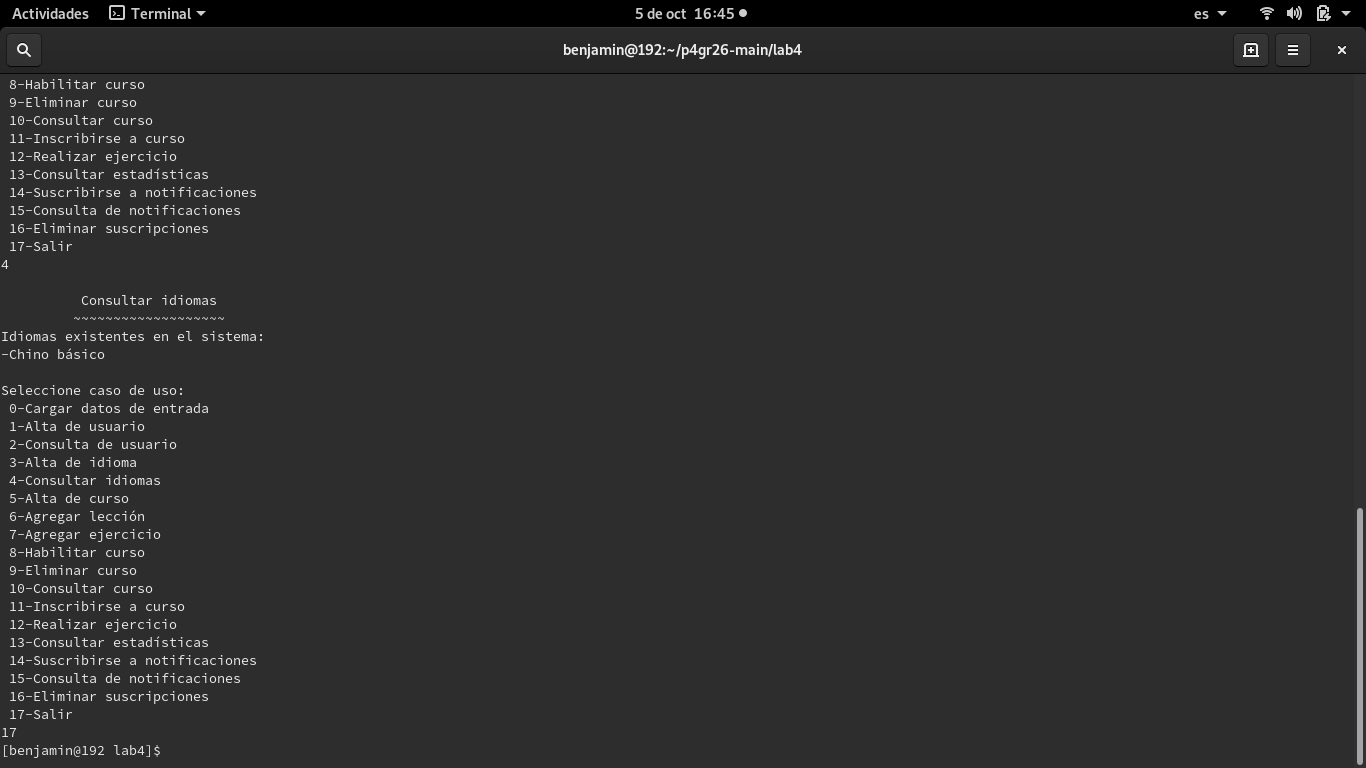 Actividades Terminal 5 de oct 16:45 es
benjamin@192:~/p4gr26-main/lab4
8-Habilitar curso
9-Eliminar curso
10-Consultar curso
11-Inscribirse a curso
12-Realizar ejercicio
13-Consultar estadísticas
14-Suscribirse a notificaciones
15-Consulta de notificaciones
16-Eliminar suscripciones
17-Salir
4
Consultar idiomas
~~~~~~~~~~~~~~~~~~~
Idiomas existentes en el sistema:
-Chino básico
Seleccione caso de uso:
0-Cargar datos de entrada
1-Alta de usuario
2-Consulta de usuario
3-Alta de idioma
4-Consultar idiomas
5-Alta de curso
6-Agregar lección
7-Agregar ejercicio
8-Habilitar curso
9-Eliminar curso
10-Consultar curso
11-Inscribirse a curso
12-Realizar ejercicio
13-Consultar estadísticas
14-Suscribirse a notificaciones
15-Consulta de notificaciones
16-Eliminar suscripciones
17-Salir
17
[benjamin@192 lab4]$